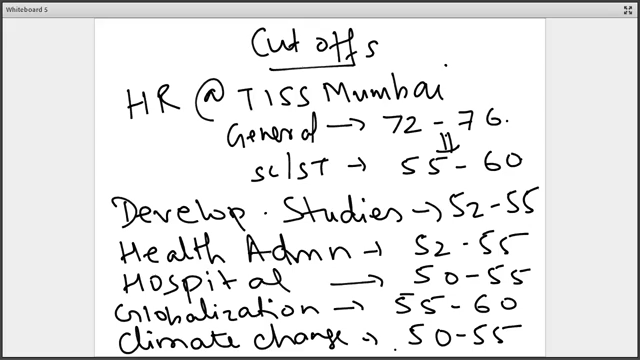 Whiteboard 5
Cut offs
HR @ TISS Mumbai
General → 72 - 76.
SC/ST → 55 - 60
Develop. Studies → 52 - 55
Health Admn → 52 - 55
Hospital → 50 - 55
Globalization → 55 - 60
Climate change → 50 - 55